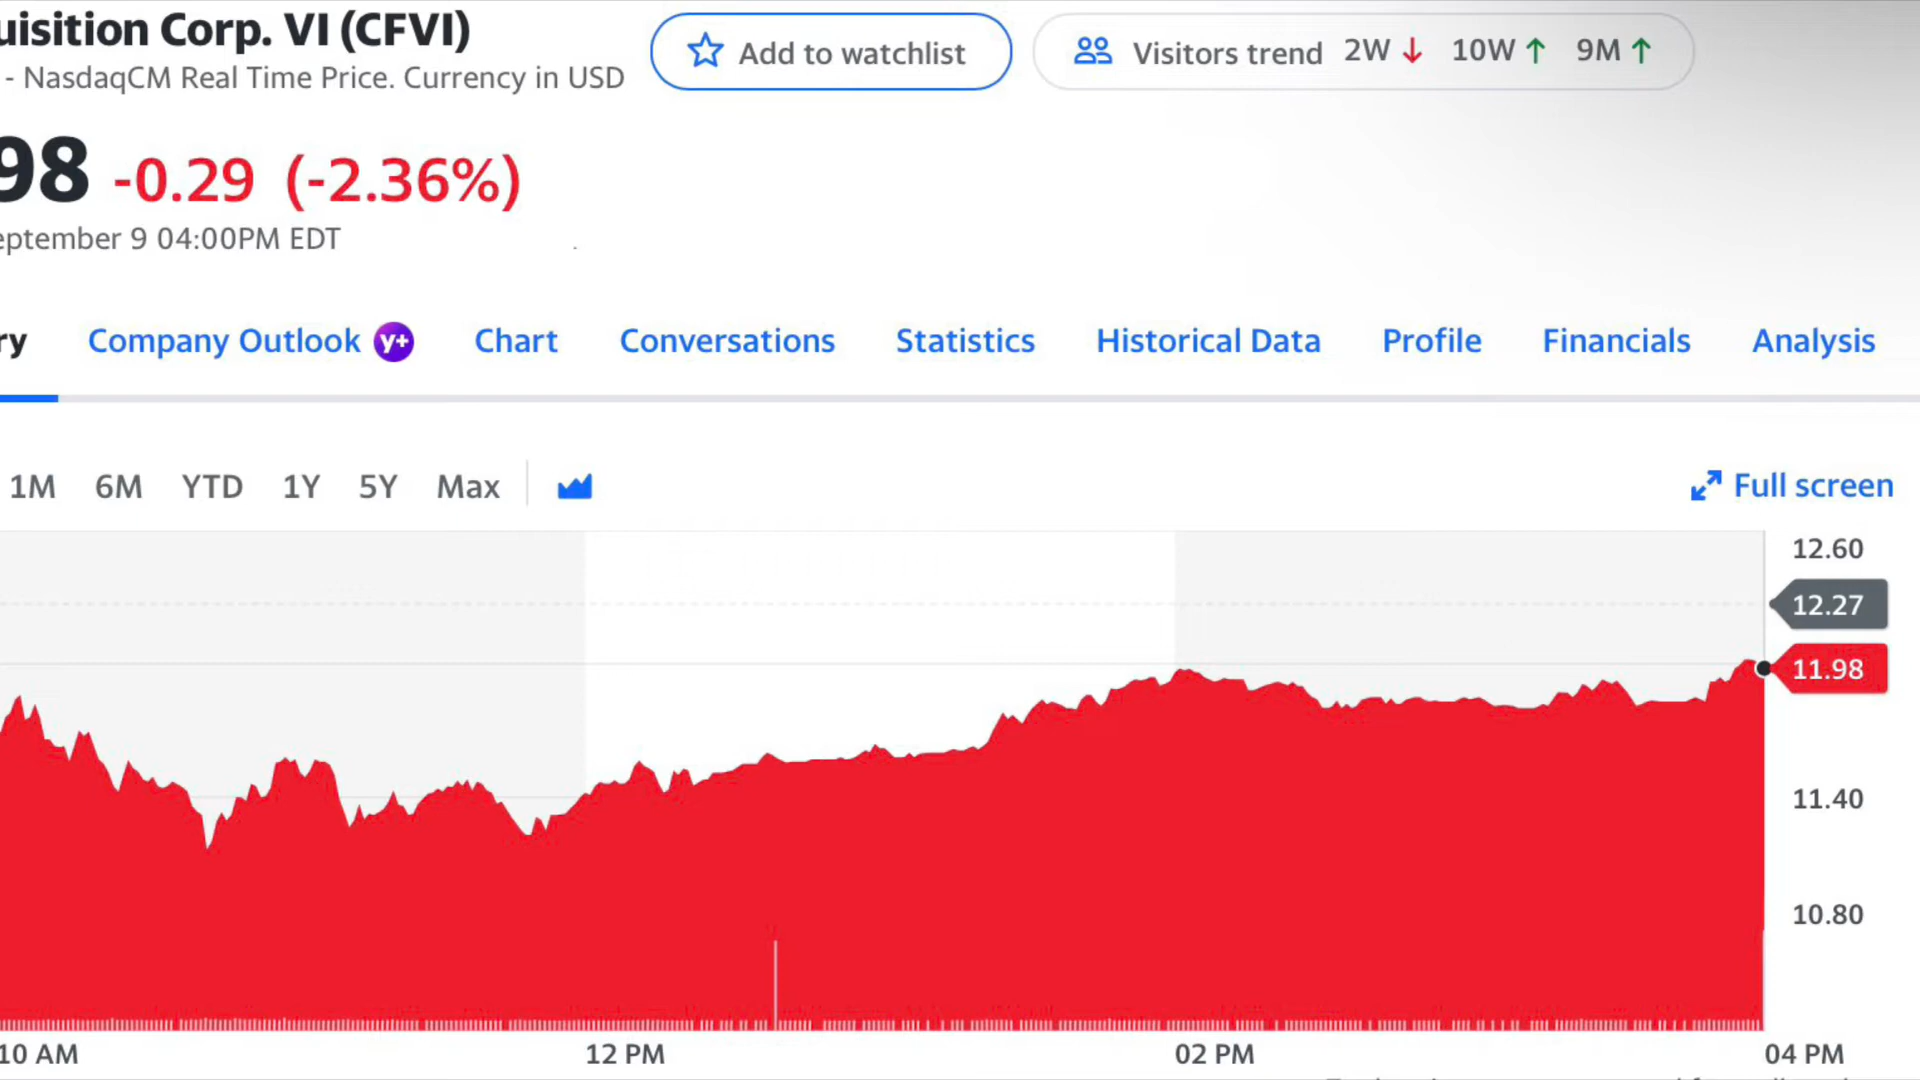 uisition Corp. VI (CFVI)
- NasdaqCM Real Time Price. Currency in USD
Add to watchlist
Visitors trend 2W ↓ 10W ↑ 9M ↑
98 -0.29 (-2.36%)
eptember 9 04:00PM EDT
ry Company Outlook y+ Chart Conversations Statistics Historical Data Profile Financials Analysis
1M 6M YTD 1Y 5Y Max
Full screen
12.60
12.27
11.98
11.40
10.80
10 AM 12 PM 02 PM 04 PM